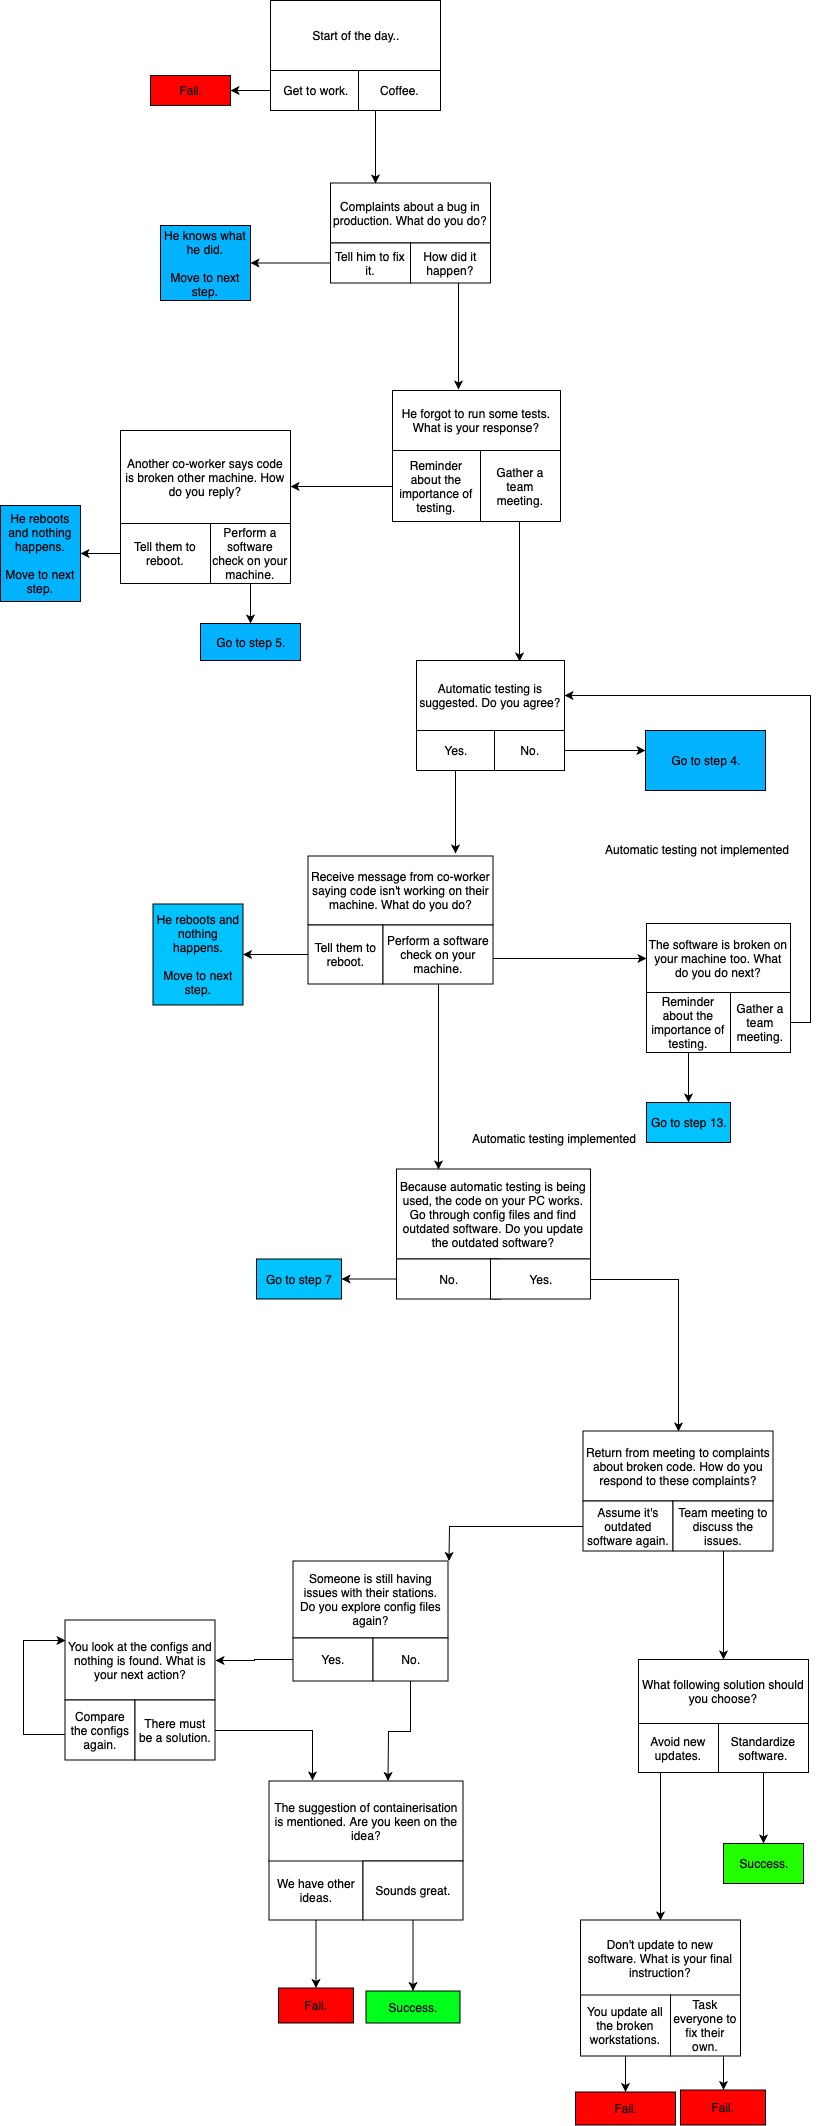 Start of the day..
Fail.
Get to work.
Coffee.
Complaints about a bug in
production. What do you do?
He knows what
he did.
Move to next
step.
Tell him to fix
it.
How did it
happen?
He forgot to run some tests.
What is your response?
Reminder
about the
importance of
testing.
Gather a
team
meeting.
Another co-worker says code
is broken other machine. How
do you reply?
He reboots
and nothing
happens.
Move to next
step.
Tell them to
reboot.
Perform a
software
check on your
machine.
Go to step 5.
Automatic testing is
suggested. Do you agree?
Yes.
No.
Go to step 4.
Automatic testing not implemented
Receive message from co-worker
saying code isn't working on their
machine. What do you do?
He reboots and
nothing
happens.
Move to next
step.
Tell them to
reboot.
Perform a software
check on your
machine.
The software is broken on
your machine too. What
do you do next?
Reminder
about the
importance of
testing.
Gather a
team
meeting.
Go to step 13.
Automatic testing implemented
Because automatic testing is being
used, the code on your PC works.
Go through config files and find
outdated software. Do you update
the outdated software?
Go to step 7
No.
Yes.
Return from meeting to complaints
about broken code. How do you
respond to these complaints?
Assume it's
outdated
software again.
Team meeting to
discuss the
issues.
Someone is still having
issues with their stations.
Do you explore config files
again?
Yes.
No.
You look at the configs and
nothing is found. What is
your next action?
Compare
the configs
again.
There must
be a solution.
What following solution should
you choose?
Avoid new
updates.
Standardize
software.
The suggestion of containerisation
is mentioned. Are you keen on the
idea?
We have other
ideas.
Sounds great.
Success.
Fail.
Success.
Don't update to new
software. What is your final
instruction?
You update all
the broken
workstations.
Task
everyone to
fix their
own.
Fail.
Fail.